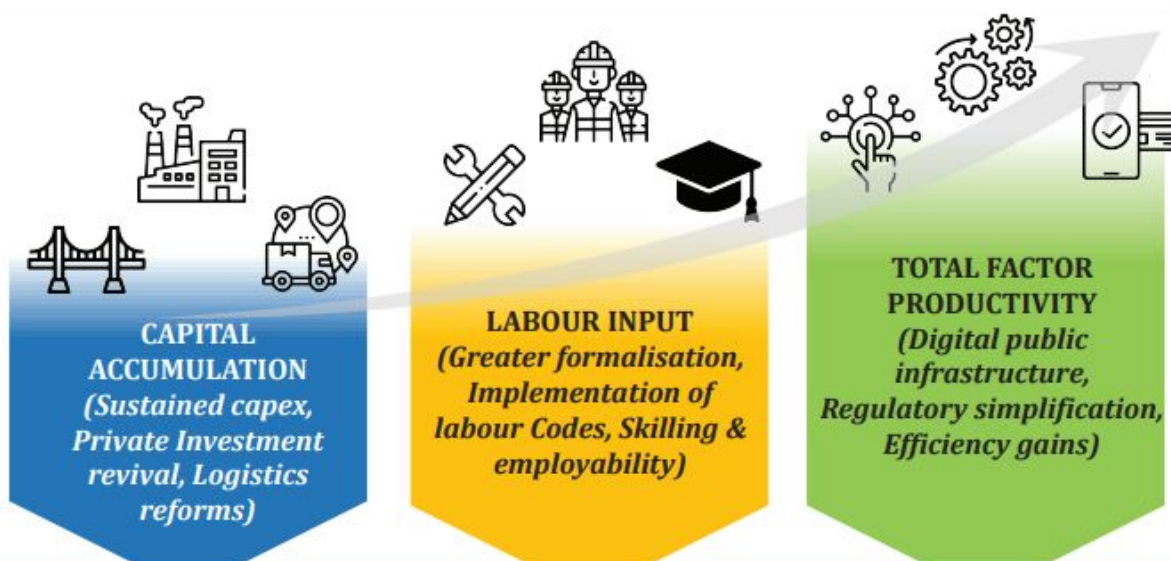 CAPITAL
ACCUMULATION
(Sustained capex,
Private Investment
revival, Logistics
reforms)
LABOUR INPUT
(Greater formalisation,
Implementation of
labour Codes, Skilling &
employability)
TOTAL FACTOR
PRODUCTIVITY
(Digital public
infrastructure,
Regulatory simplification,
Efficiency gains)